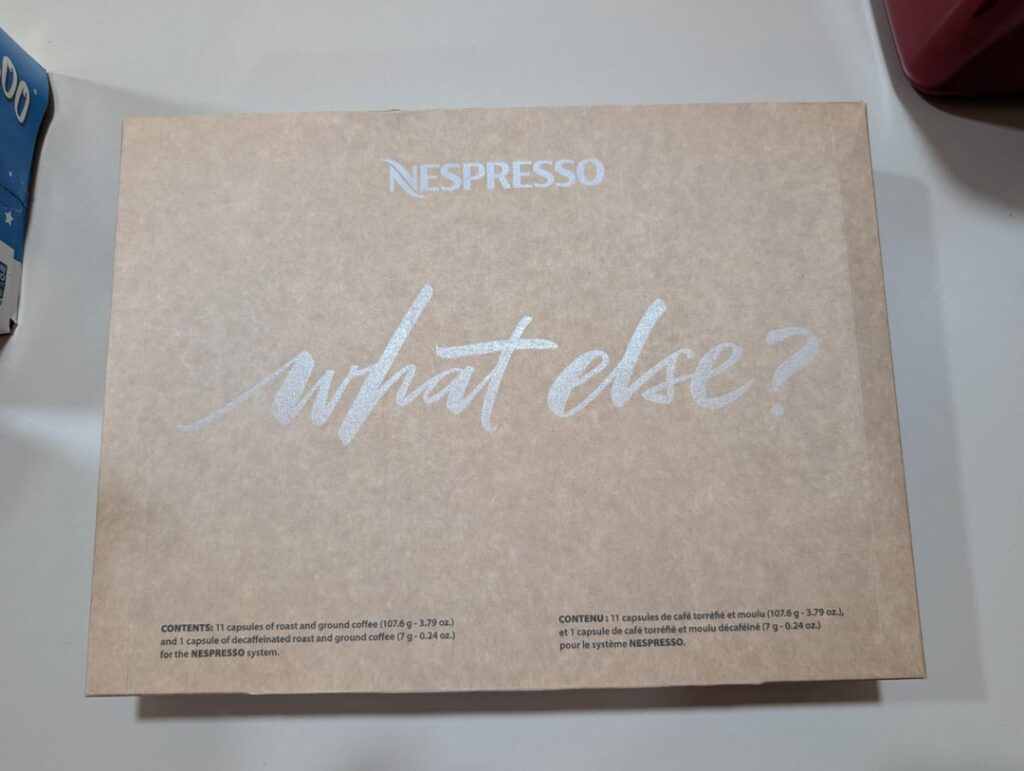 NESPRESSO
what else?
CONTENTS: 11 capsules of roast and ground coffee (107.6 g - 3.79 oz.)
and 1 capsule of decaffeinated roast and ground coffee (7 g - 0.24 oz.)
for the NESPRESSO system.
CONTENU : 11 capsules de café torréfié et moulu (107.6 g - 3.79 oz.),
et 1 capsule de café torréfié et moulu décaféiné (7 g - 0.24 oz.)
pour le système NESPRESSO.